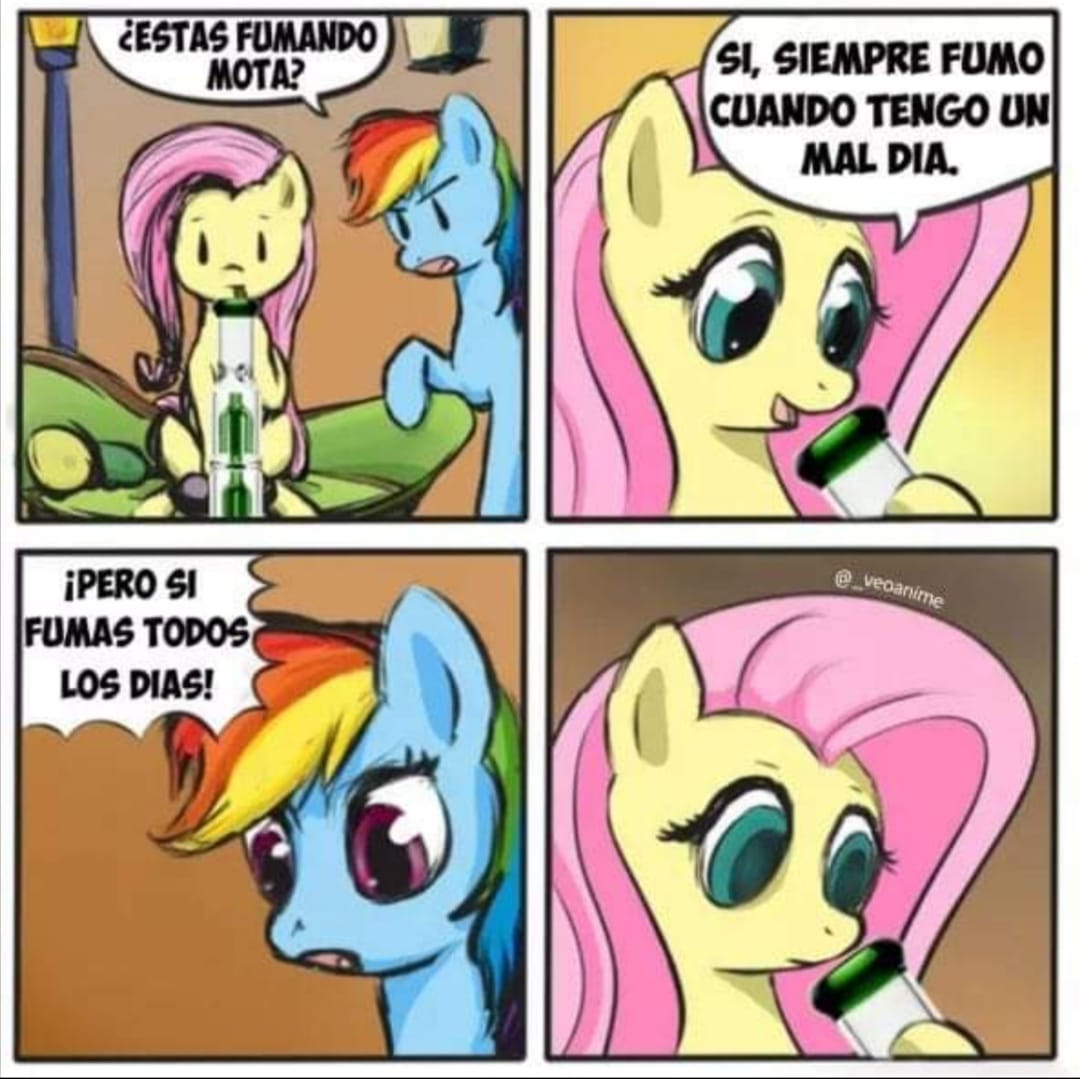 ¿ESTAS FUMANDO
MOTA?
SI, SIEMPRE FUMO
CUANDO TENGO UN
MAL DIA.
¡PERO SI
FUMAS TODOS
LOS DIAS!
@_veoanime